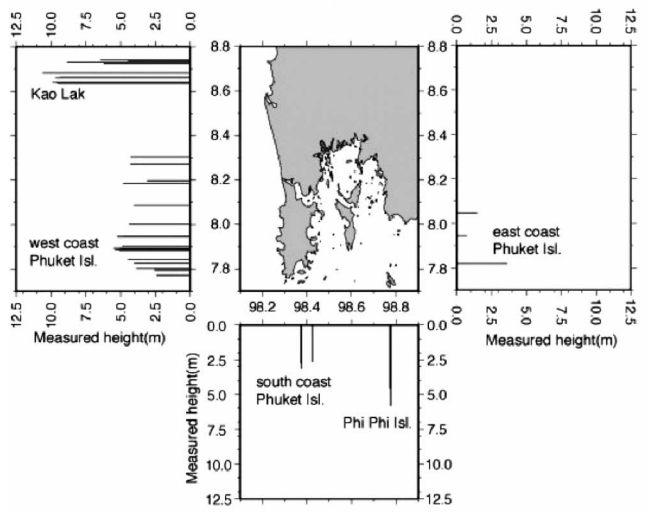 12.5 10.0 7.5 5.0 2.5 0.0
0.0 2.5 5.0 7.5 10.0 12.5
8.8 8.8
8.6 8.6
8.4 8.4
8.2 8.2
8.0 8.0
7.8 7.8
Kao Lak
west coast
Phuket Isl.
east coast
Phuket Isl.
12.5 10.0 7.5 5.0 2.5 0.0
98.2 98.4 98.6 98.8
0.0 2.5 5.0 7.5 10.0 12.5
Measured height(m)
Measured height(m)
0.0 0.0
2.5 2.5
5.0 5.0
7.5 7.5
10.0 10.0
12.5 12.5
Measured height(m)
south coast
Phuket Isl.
Phi Phi Isl.